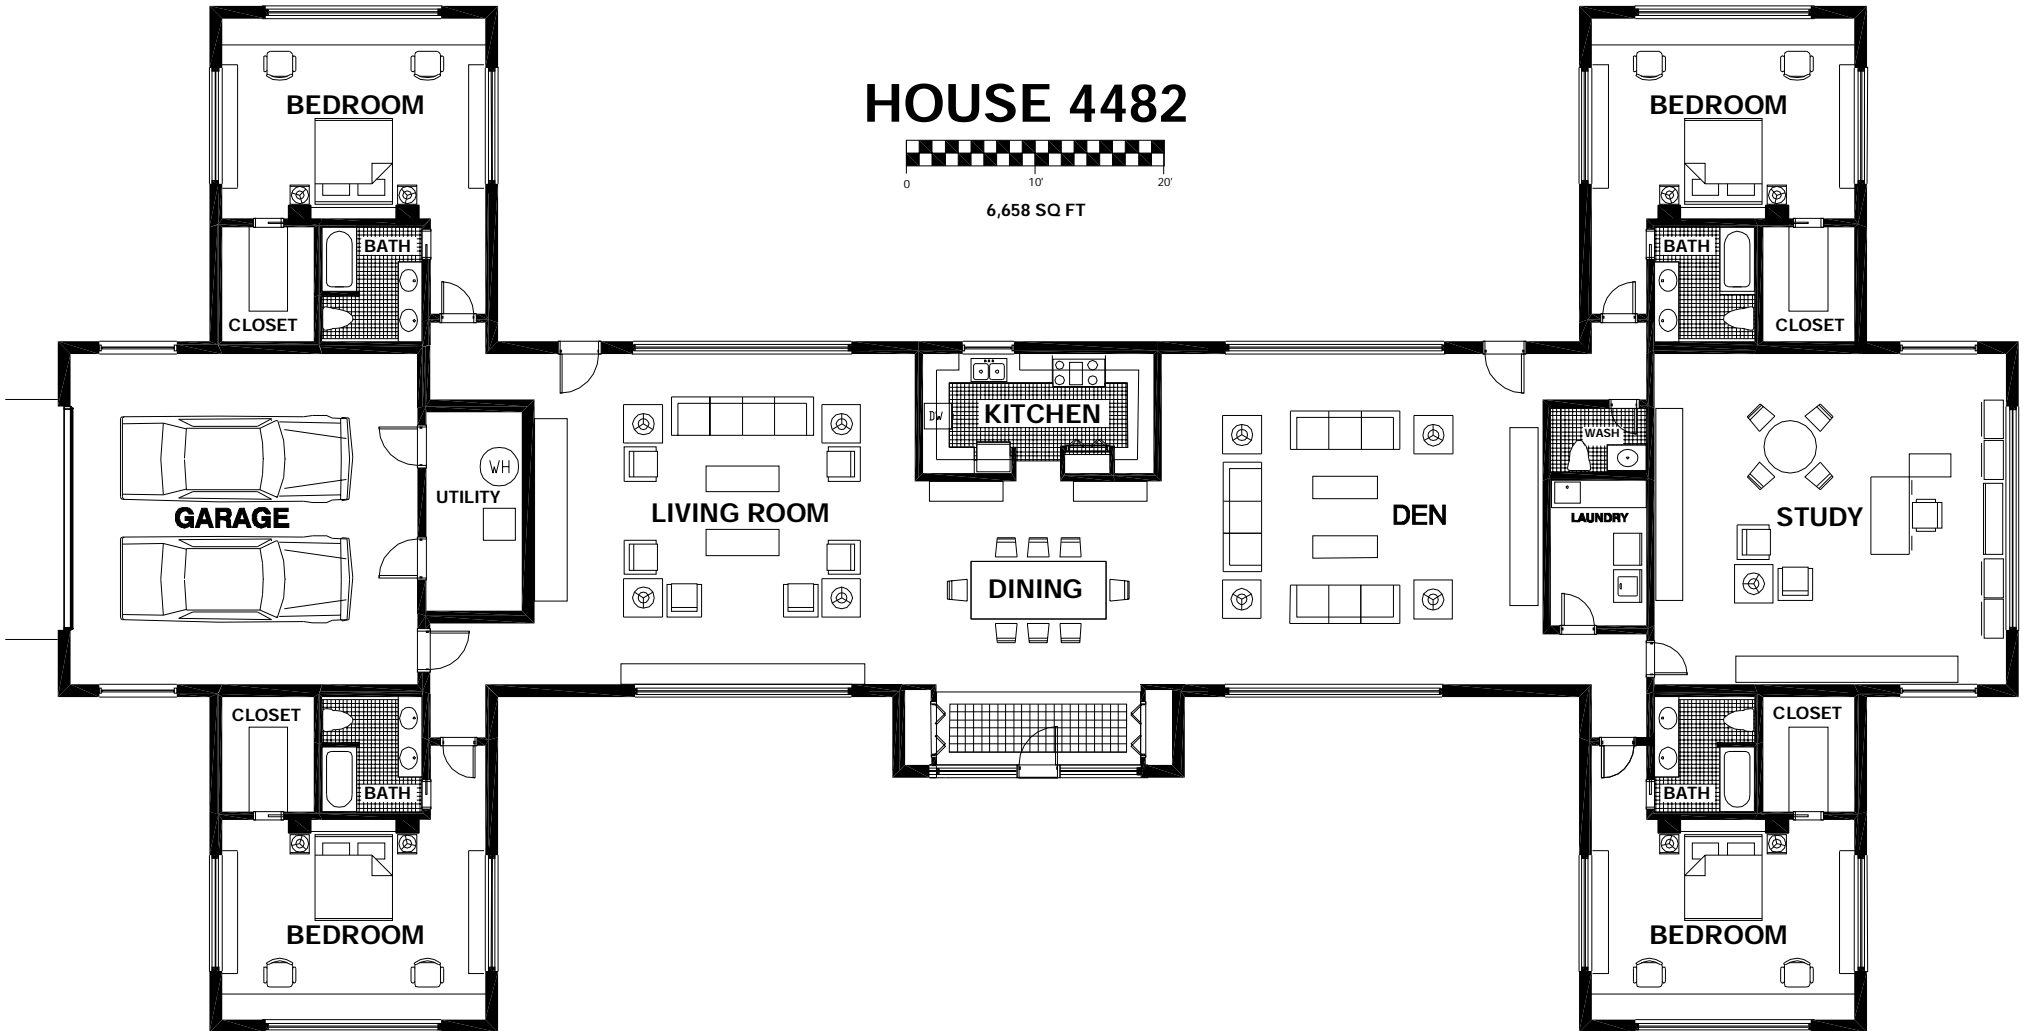 BEDROOM
HOUSE 4482
BEDROOM
0 10' 20'
6,658 SQ FT
BATH
BATH
CLOSET
CLOSET
DW
KITCHEN
WASH
WH
UTILITY
GARAGE
LIVING ROOM
DEN
LAUNDRY
STUDY
DINING
CLOSET
CLOSET
BATH
BATH
BEDROOM
BEDROOM